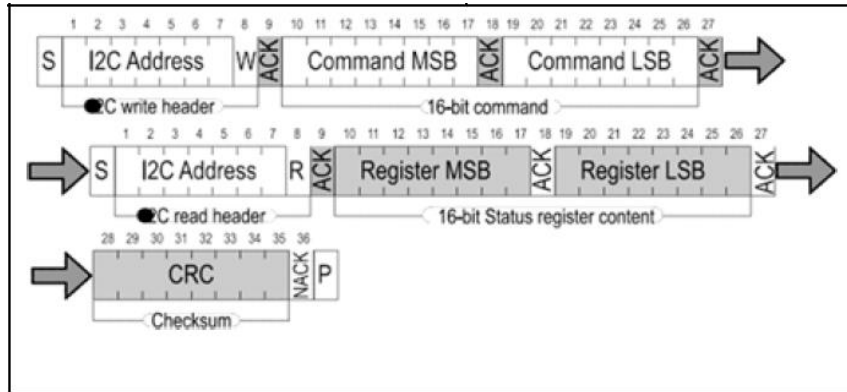 1 2 3 4 5 6 7 8 9 10 11 12 13 14 15 16 17 18 19 20 21 22 23 24 25 26 27
S I2C Address W ACK Command MSB ACK Command LSB ACK
2C write header 16-bit command
1 2 3 4 5 6 7 8 9 10 11 12 13 14 15 16 17 18 19 20 21 22 23 24 25 26 27
S I2C Address R ACK Register MSB ACK Register LSB ACK
2C read header 16-bit Status register content
28 29 30 31 32 33 34 35 36
CRC NACK P
Checksum